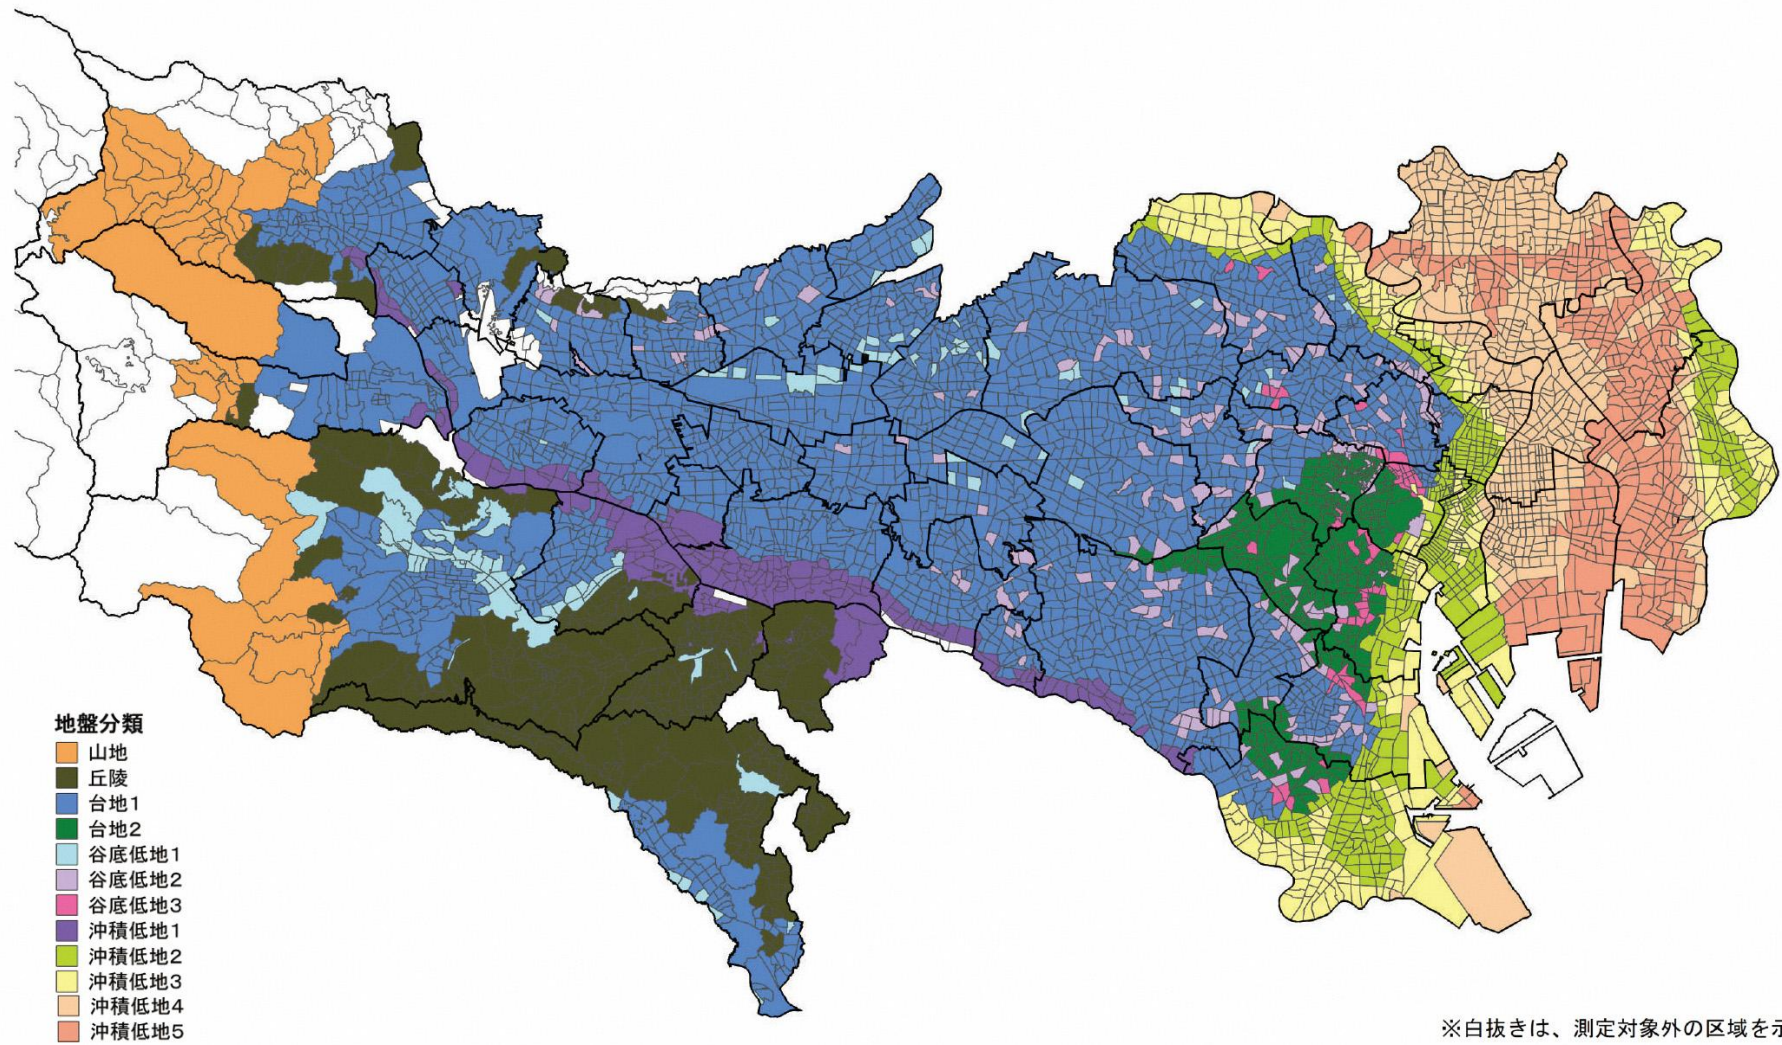 地盤分類
山地
丘陵
台地1
台地2
谷底低地1
谷底低地2
谷底低地3
沖積低地1
沖積低地2
沖積低地3
沖積低地4
沖積低地5
※白抜きは、測定対象外の区域を示